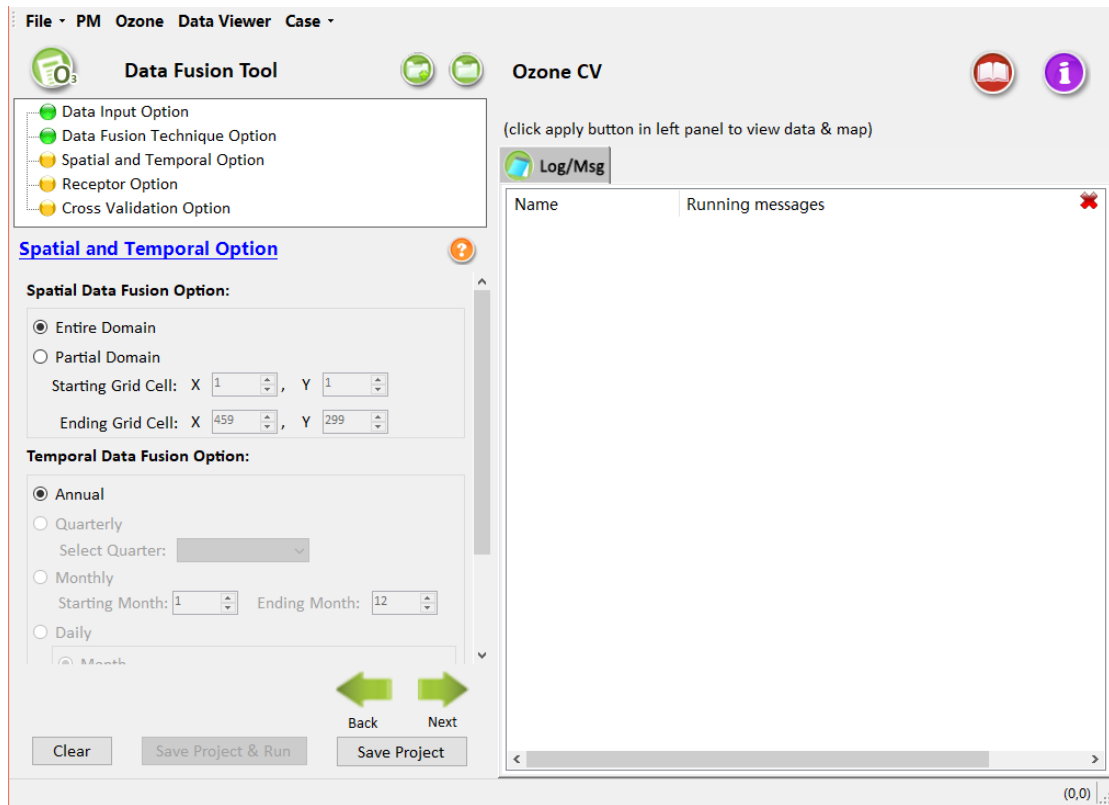 File PM Ozone Data Viewer Case
O3 Data Fusion Tool
Data Input Option
Data Fusion Technique Option
Spatial and Temporal Option
Receptor Option
Cross Validation Option
Spatial and Temporal Option ?
Spatial Data Fusion Option:
Entire Domain
Partial Domain
Starting Grid Cell: X 1 , Y 1
Ending Grid Cell: X 459 , Y 299
Temporal Data Fusion Option:
Annual
Quarterly
Select Quarter:
Monthly
Starting Month: 1 Ending Month: 12
Daily
Month
Back Next
Clear Save Project & Run Save Project
Ozone CV i
(click apply button in left panel to view data & map)
Log/Msg
Name Running messages
(0,0)